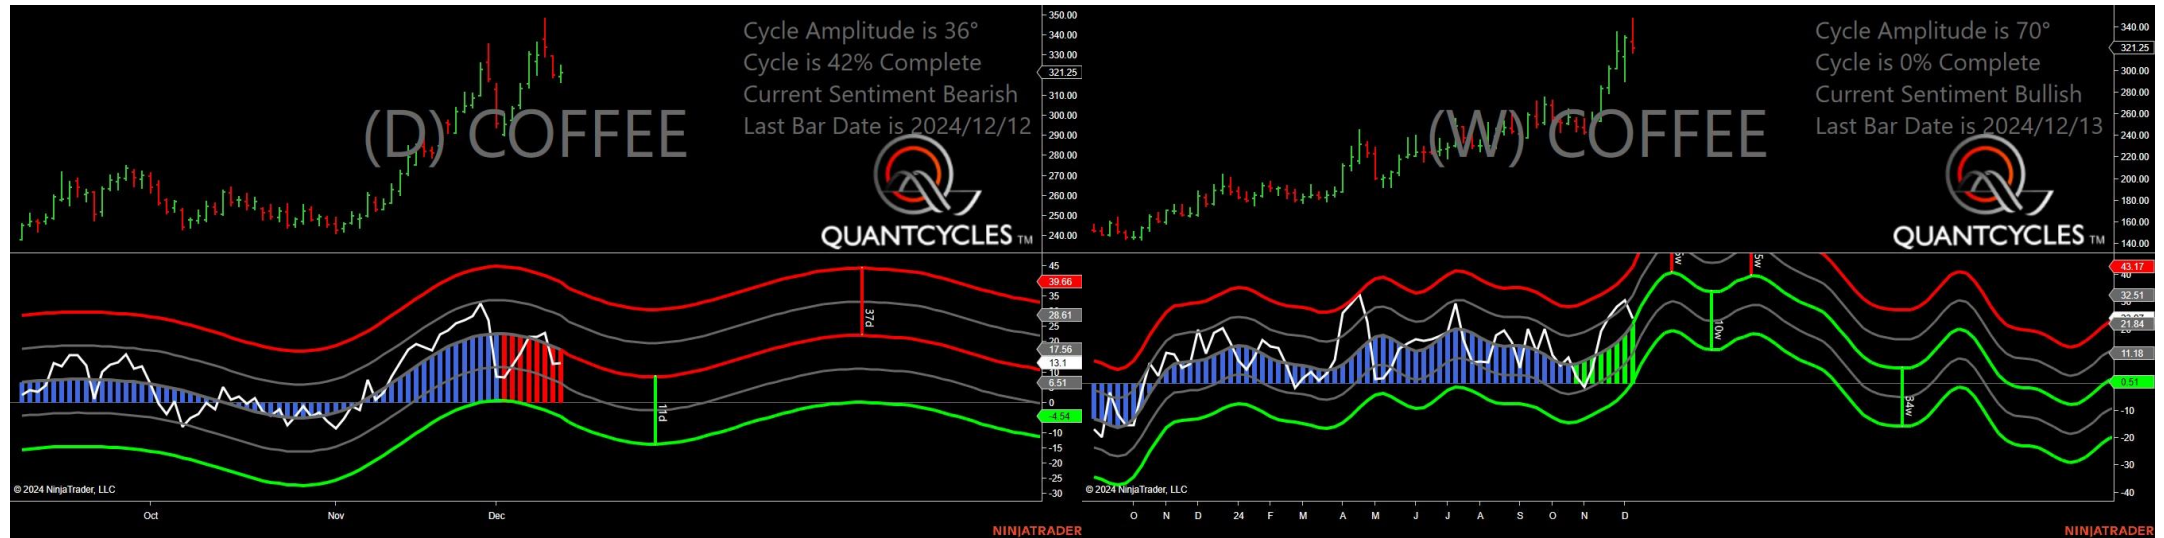 Cycle Amplitude is 36°
Cycle is 42% Complete
Current Sentiment Bearish
Last Bar Date is 2024/12/12
(D) COFFEE
QUANTCYCLES TM
350.00
340.00
330.00
321.25
310.00
300.00
290.00
280.00
270.00
260.00
250.00
240.00
45
39.66
35
28.61
25
20
17.56
13.1
10
6.51
0
-4.54
-10
-15
-20
-25
-30
37d
11d
© 2024 NinjaTrader, LLC
Oct
Nov
Dec
NINJATRADER
Cycle Amplitude is 70°
Cycle is 0% Complete
Current Sentiment Bullish
Last Bar Date is 2024/12/13
(W) COFFEE
QUANTCYCLES TM
340.00
321.25
300.00
280.00
260.00
240.00
220.00
200.00
180.00
160.00
140.00
43.17
40
32.51
21.84
11.18
0.51
-10
-20
-30
-40
10w
34w
© 2024 NinjaTrader, LLC
O N D 24 F M A M J J A S O N D
NINJATRADER